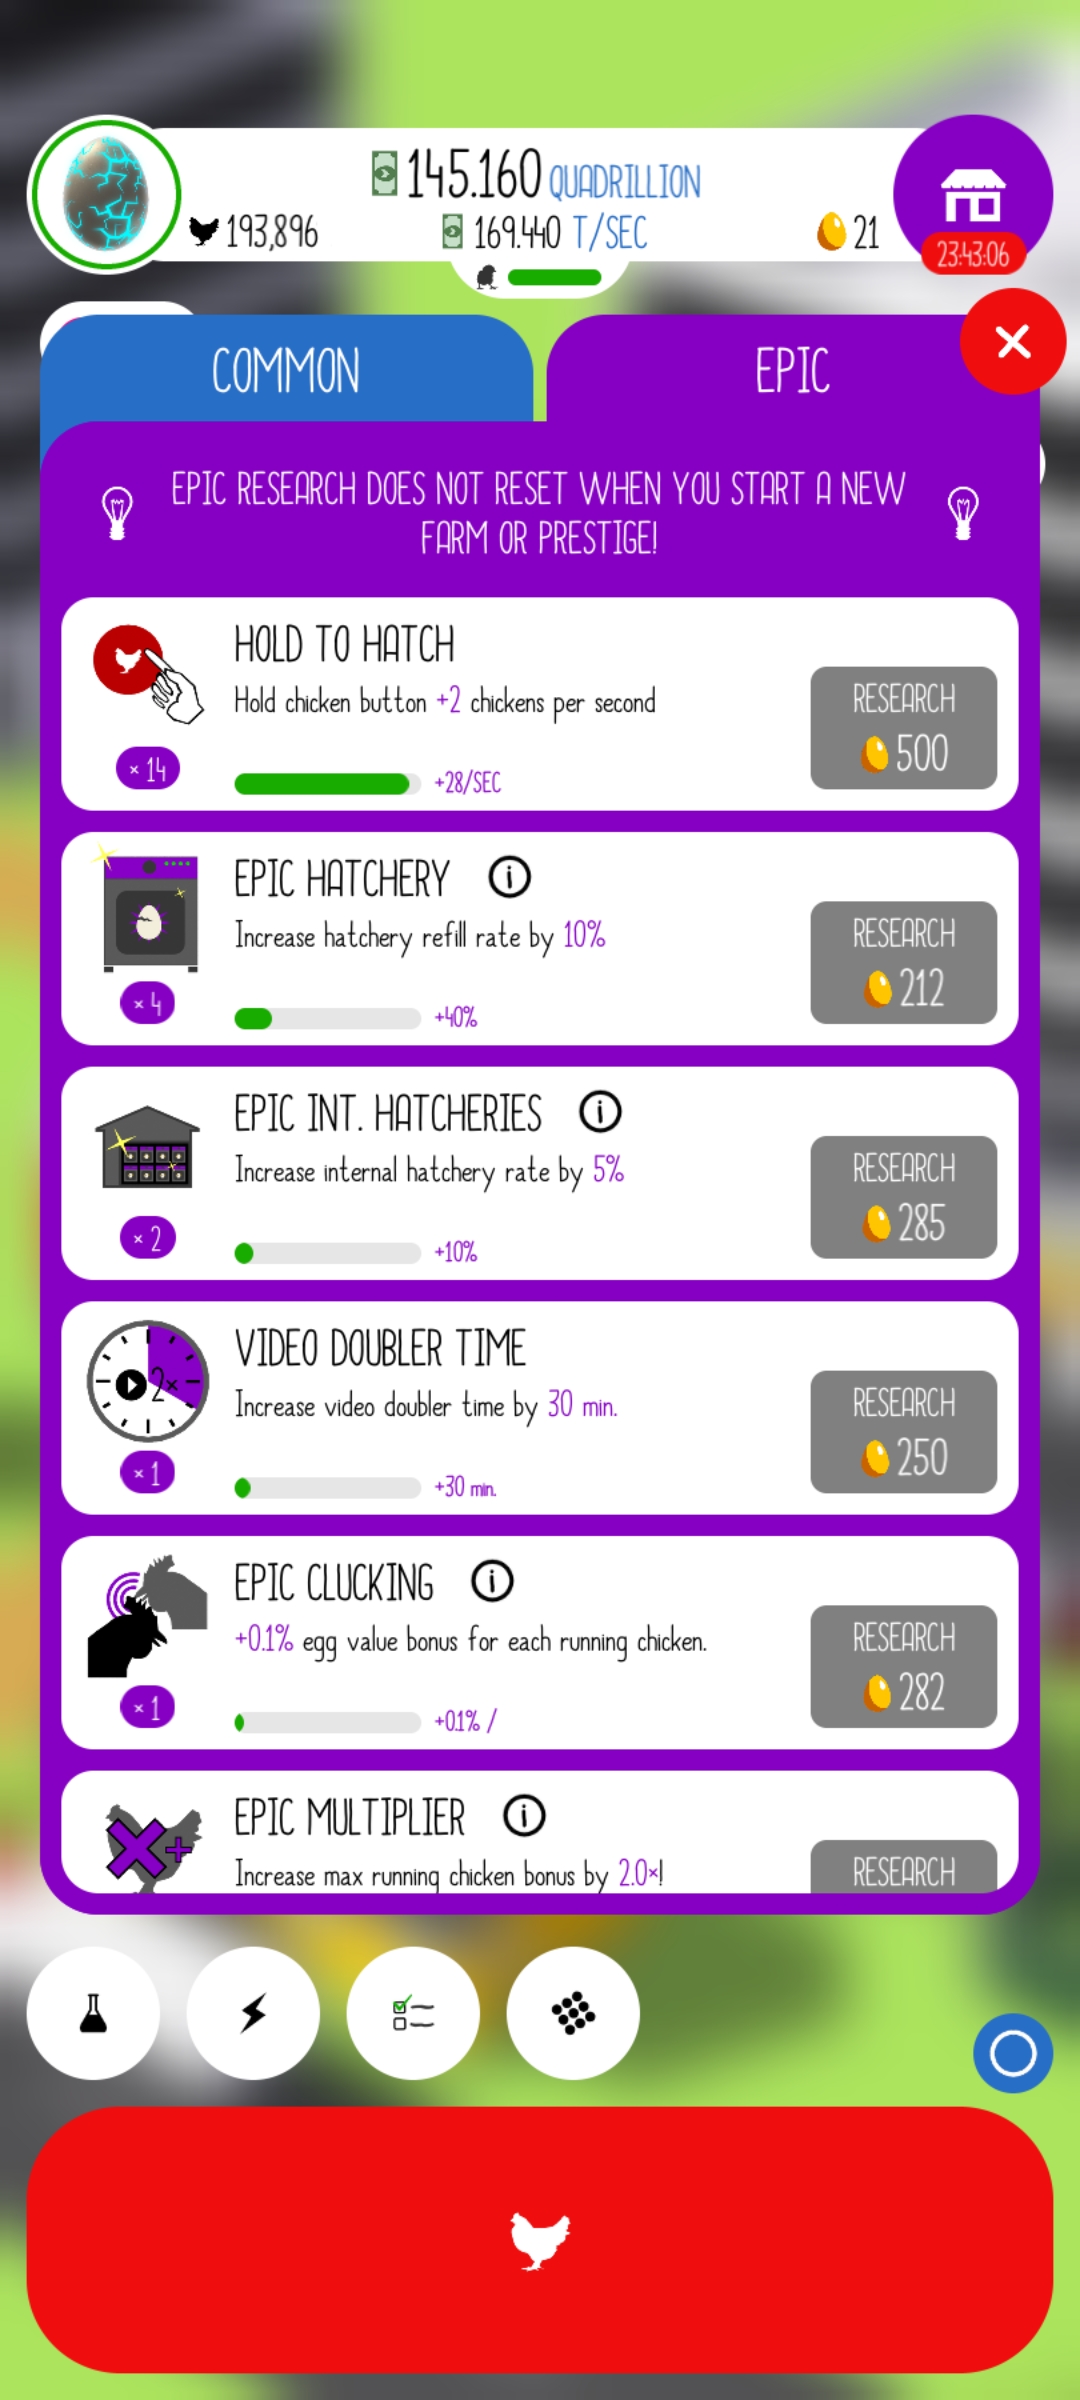 145.160 QUADRILLION
193,896
169.440 T/SEC
21
23:43:06
COMMON
EPIC
EPIC RESEARCH DOES NOT RESET WHEN YOU START A NEW
FARM OR PRESTIGE!
HOLD TO HATCH
Hold chicken button +2 chickens per second
× 14
+28/SEC
RESEARCH
500
EPIC HATCHERY i
Increase hatchery refill rate by 10%
× 4
+40%
RESEARCH
212
EPIC INT. HATCHERIES i
Increase internal hatchery rate by 5%
× 2
+10%
RESEARCH
285
2×
VIDEO DOUBLER TIME
Increase video doubler time by 30 min.
× 1
+30 min.
RESEARCH
250
EPIC CLUCKING i
+0.1% egg value bonus for each running chicken.
× 1
+0.1% /
RESEARCH
282
EPIC MULTIPLIER i
Increase max running chicken bonus by 2.0×!
RESEARCH